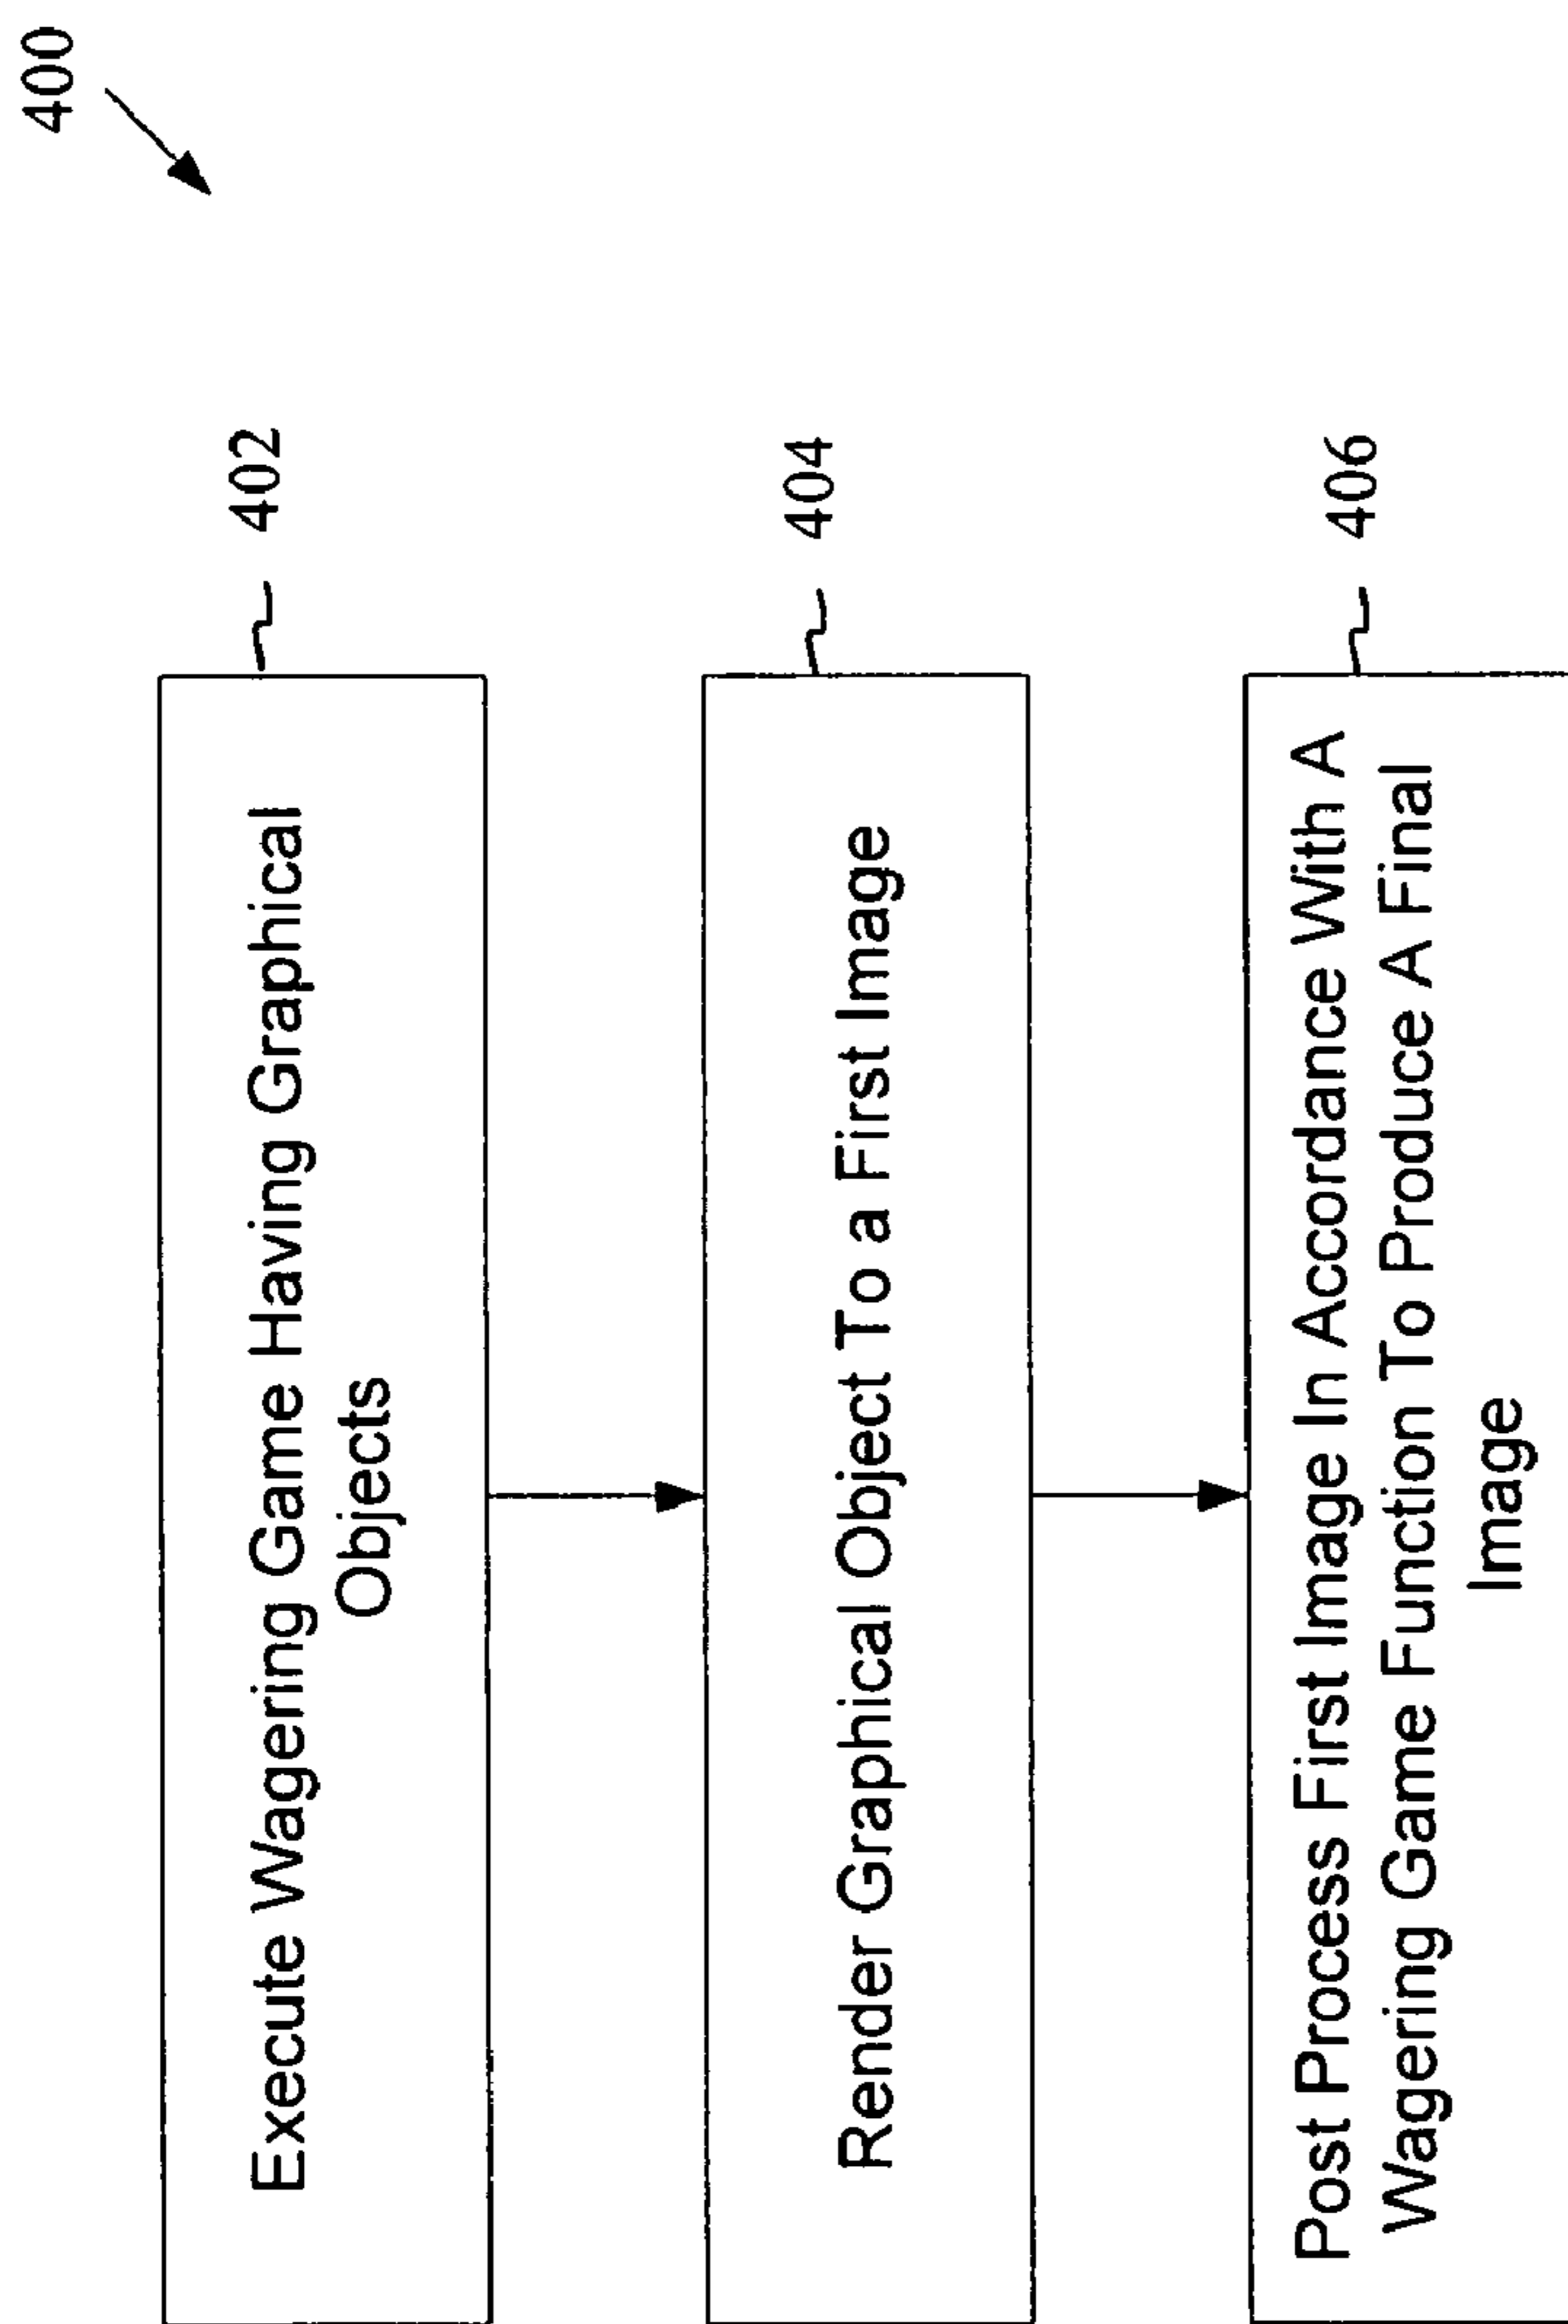 400
Execute Wagering Game Having Graphical
Objects
402
Render Graphical Object To a First Image
404
Post Process First Image In Accordance With A
Wagering Game Function To Produce A Final
Image
406